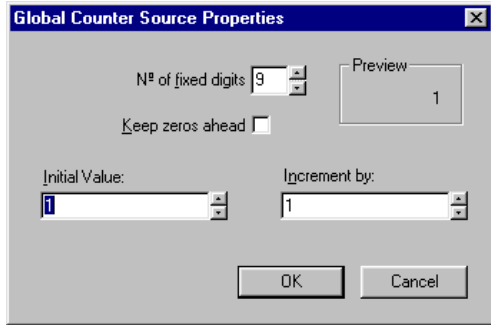 Global Counter Source Properties
Nº of fixed digits 9
Preview
1
Keep zeros ahead
Initial Value:
Increment by:
1
1
OK
Cancel